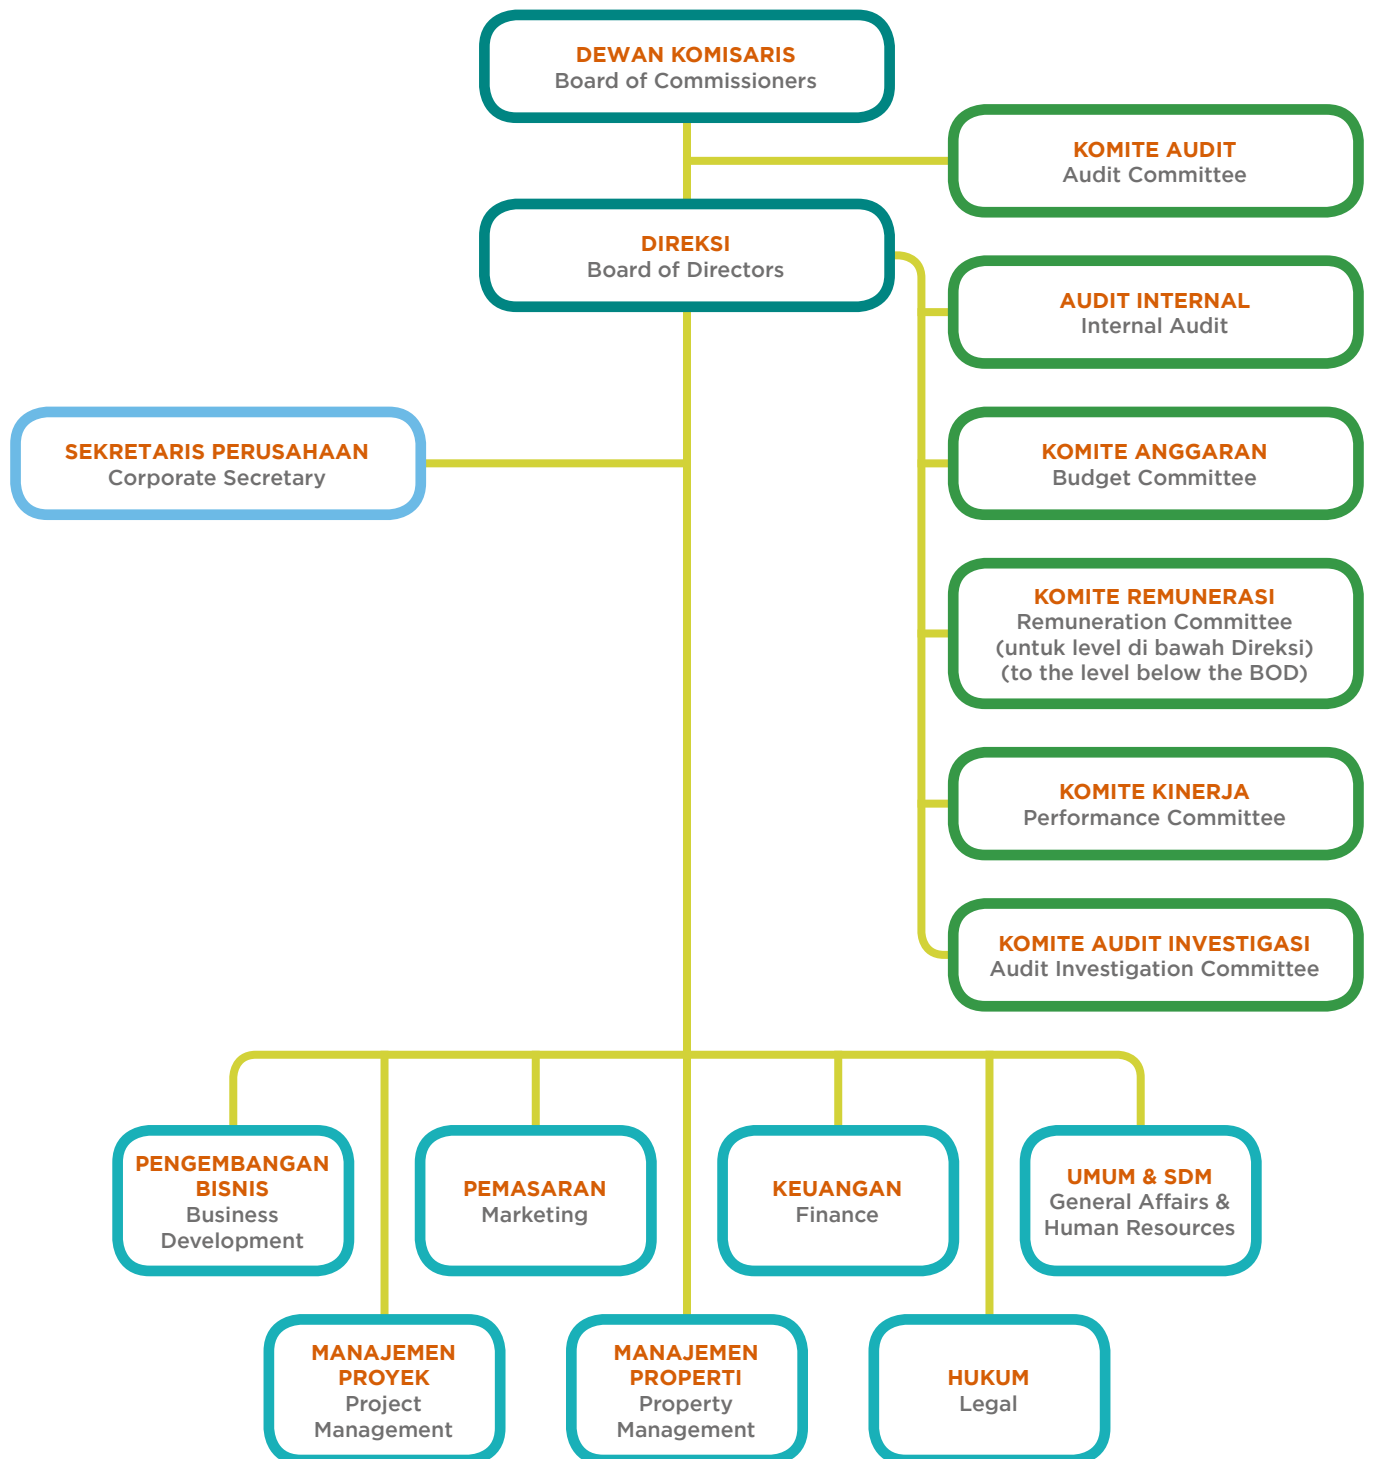 DEWAN KOMISARIS
Board of Commissioners
KOMITE AUDIT
Audit Committee
DIREKSI
Board of Directors
AUDIT INTERNAL
Internal Audit
SEKRETARIS PERUSAHAAN
Corporate Secretary
KOMITE ANGGARAN
Budget Committee
KOMITE REMUNERASI
Remuneration Committee
(untuk level di bawah Direksi)
(to the level below the BOD)
KOMITE KINERJA
Performance Committee
KOMITE AUDIT INVESTIGASI
Audit Investigation Committee
PENGEMBANGAN
BISNIS
Business
Development
PEMASARAN
Marketing
KEUANGAN
Finance
UMUM & SDM
General Affairs &
Human Resources
MANAJEMEN
PROYEK
Project
Management
MANAJEMEN
PROPERTI
Property
Management
HUKUM
Legal